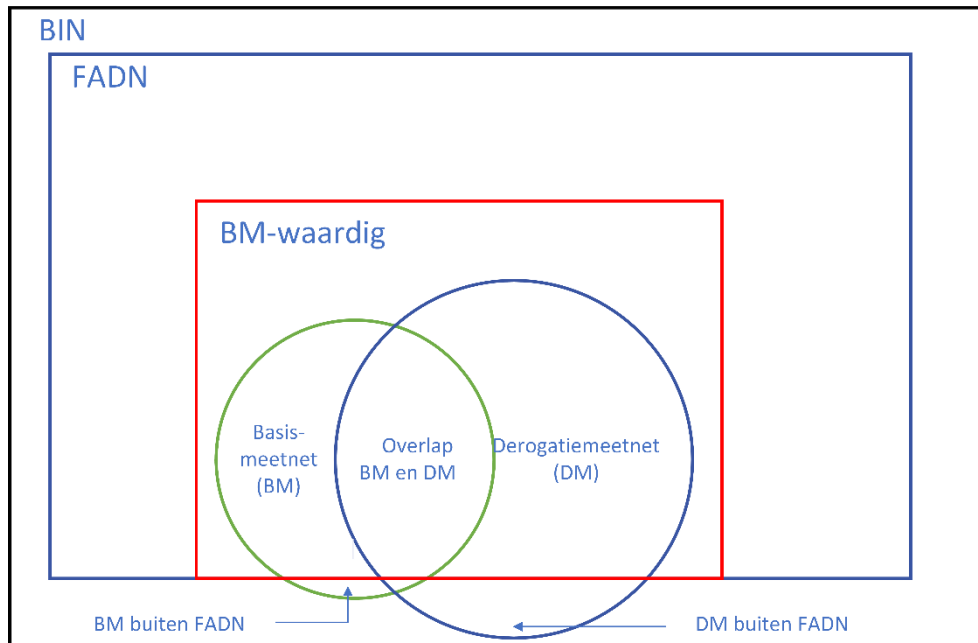 BIN
FADN
BM-waardig
Basis-
meetnet
(BM)
Overlap
BM en DM
Derogatiemeetnet
(DM)
BM buiten FADN
DM buiten FADN